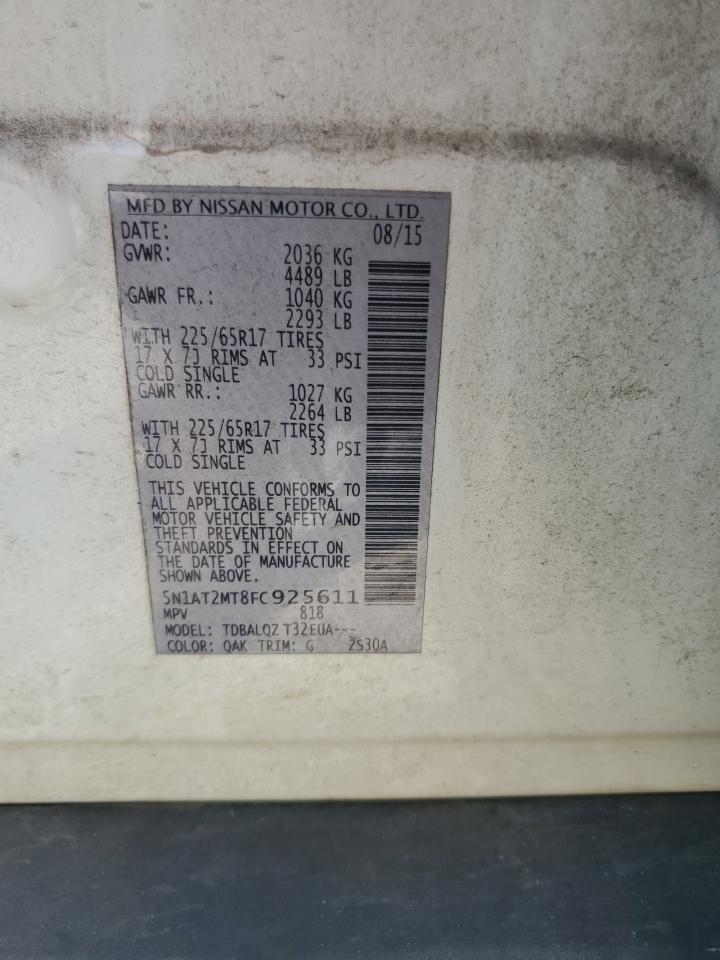 MFD BY NISSAN MOTOR CO., LTD.
DATE: 08/15
GVWR: 2036 KG
4489 LB
GAWR FR.: 1040 KG
2293 LB
WITH 225/65R17 TIRES
17 X 7J RIMS AT 33 PSI
COLD SINGLE
GAWR RR.: 1027 KG
2264 LB
WITH 225/65R17 TIRES
17 X 7J RIMS AT 33 PSI
COLD SINGLE
THIS VEHICLE CONFORMS TO
ALL APPLICABLE FEDERAL
MOTOR VEHICLE SAFETY AND
THEFT PREVENTION
STANDARDS IN EFFECT ON
THE DATE OF MANUFACTURE
SHOWN ABOVE.
5N1AT2MT8FC925611
MPV 818
MODEL: TDBALQZ T32EUA---
COLOR: QAK TRIM: G 2S30A